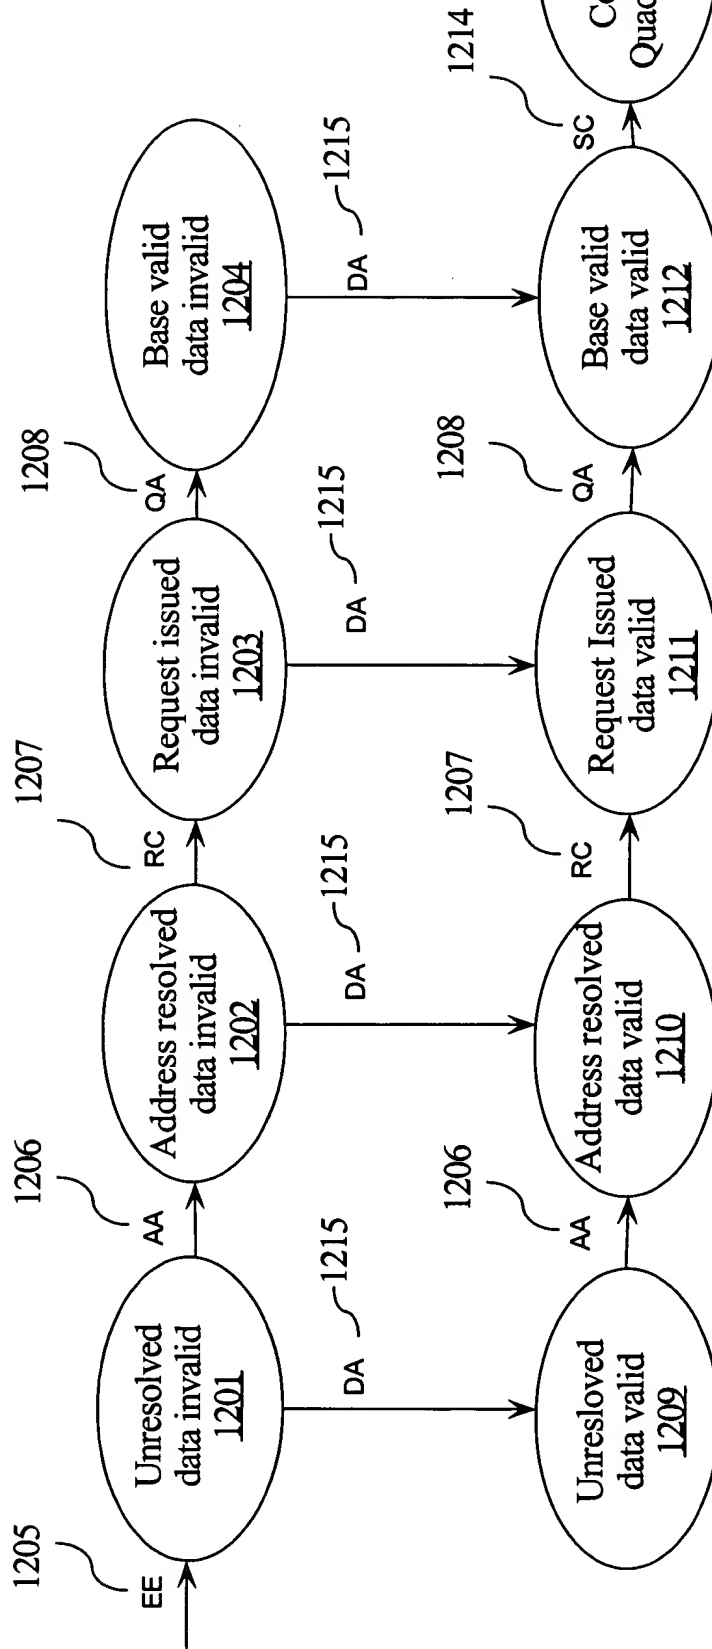 1205
EE
Unresolved
data invalid
1201
1206
AA
Address resolved
data invalid
1202
1207
RC
Request issued
data invalid
1203
1208
QA
Base valid
data invalid
1204
DA
1215
DA
1215
DA
1215
DA
1215
Unresloved
data valid
1209
1206
AA
Address resolved
data valid
1210
1207
RC
Request Issued
data valid
1211
1208
QA
Base valid
data valid
1212
1214
SC